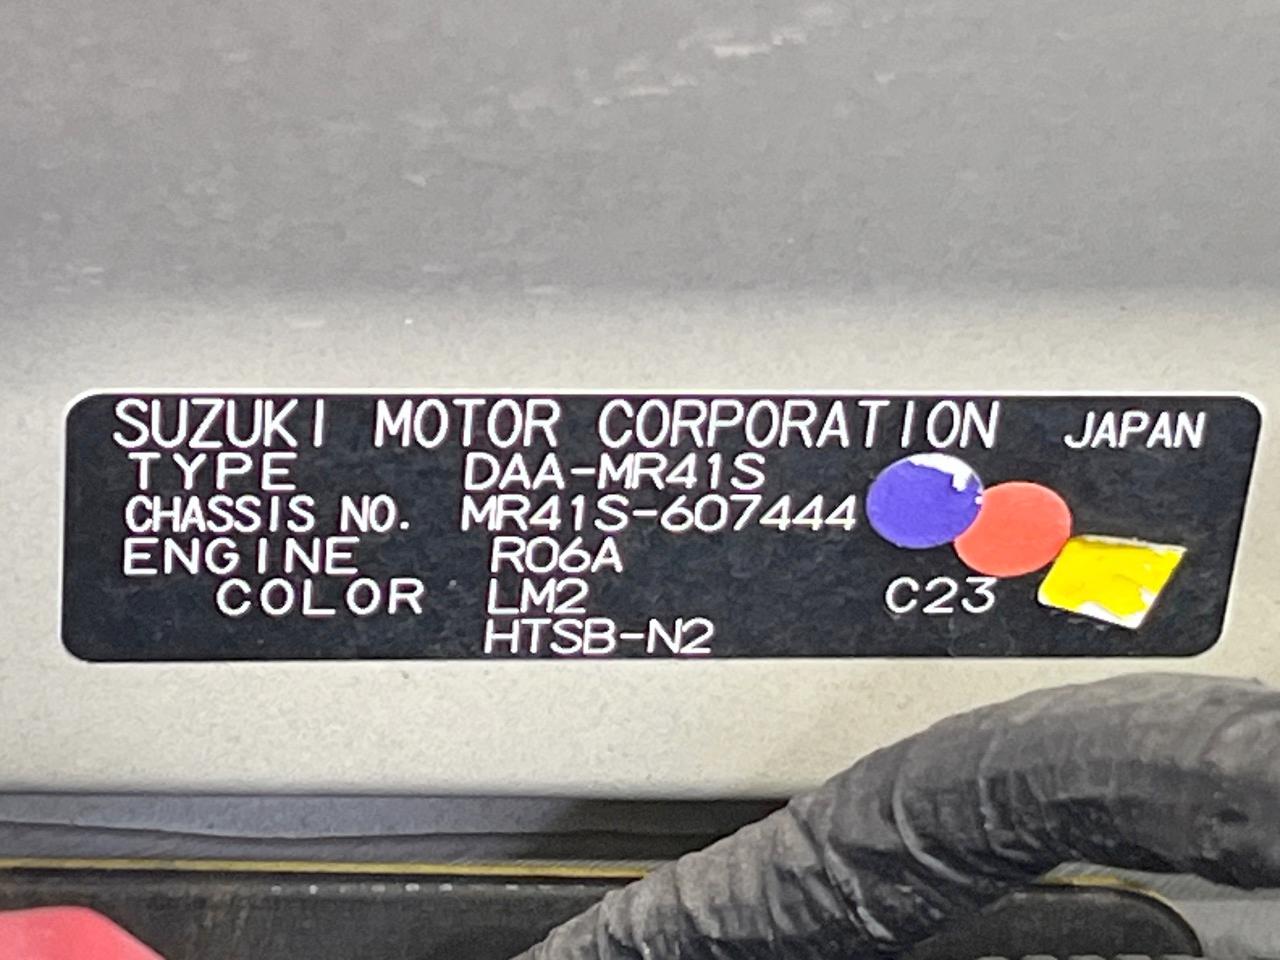 SUZUKI MOTOR CORPORATION JAPAN
TYPE DAA-MR41S
CHASSIS NO. MR41S-607444
ENGINE R06A
COLOR LM2 C23
HTSB-N2